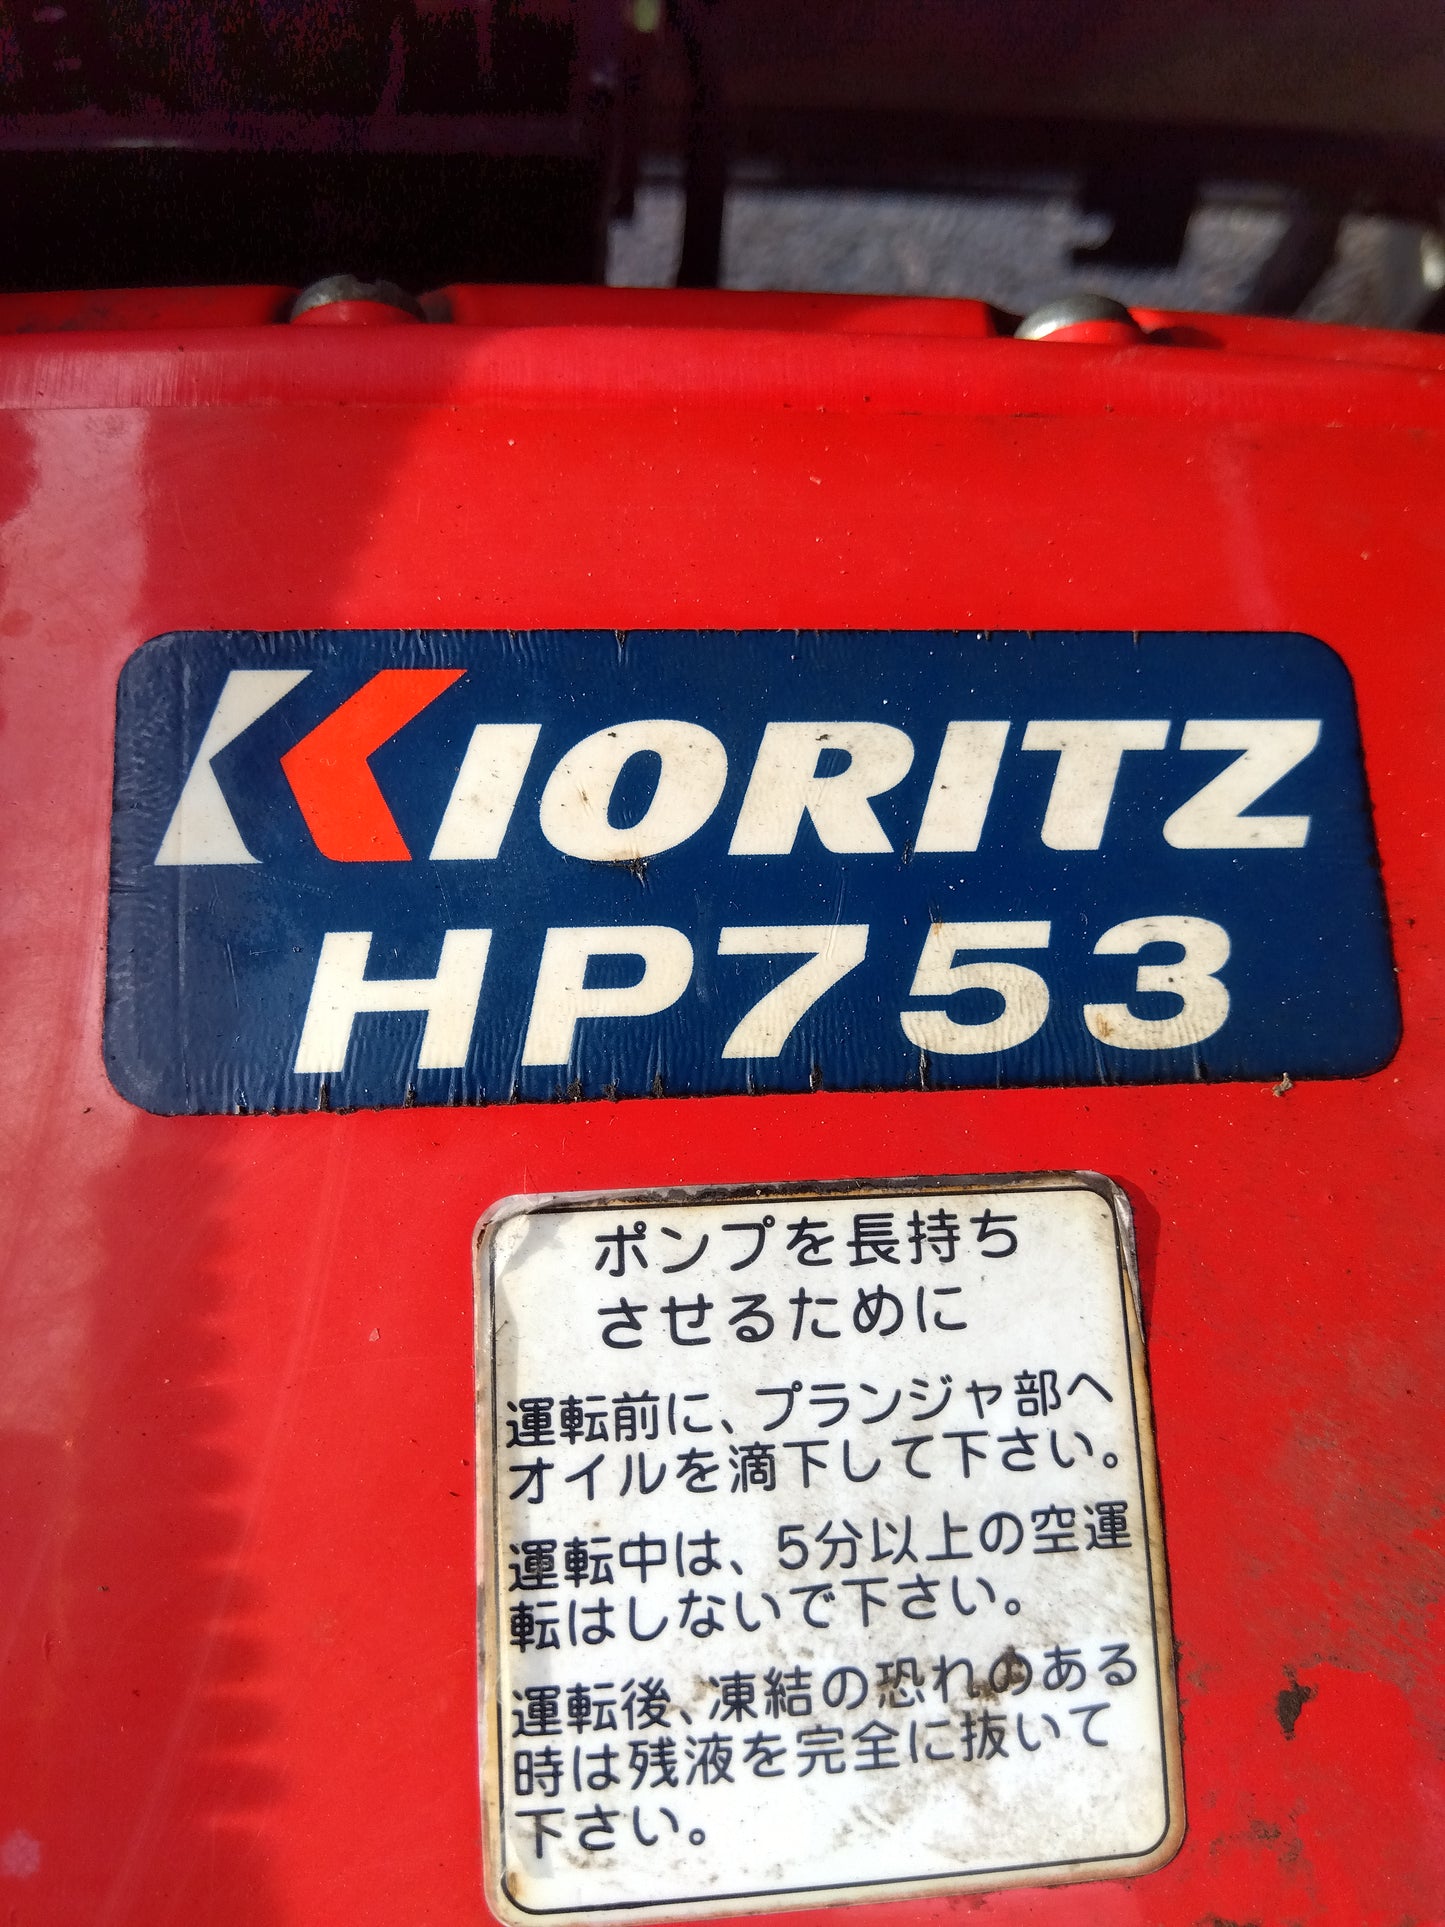 KIORITZ
HP753
ポンプを長持ち
させるために
運転前に、プランジャ部へ
オイルを滴下して下さい。
運転中は、5分以上の空運
転はしないで下さい。
運転後、凍結の恐れのある
時は残液を完全に抜いて
下さい。